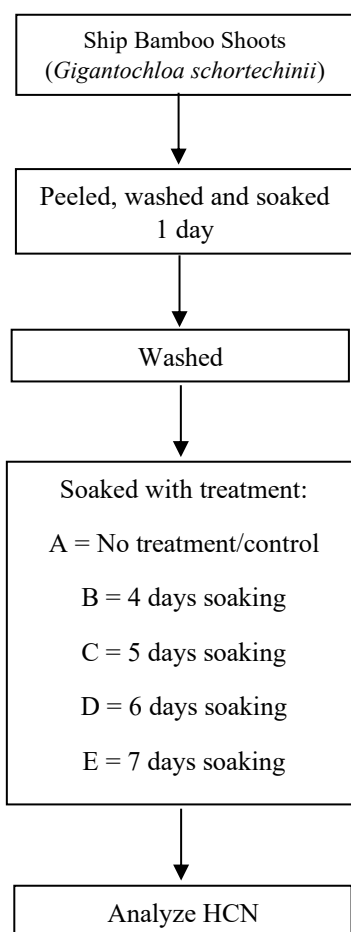 Ship Bamboo Shoots
(Gigantochloa schortechinii)
Peeled, washed and soaked
1 day
Washed
Soaked with treatment:
A = No treatment/control
B = 4 days soaking
C = 5 days soaking
D = 6 days soaking
E = 7 days soaking
Analyze HCN